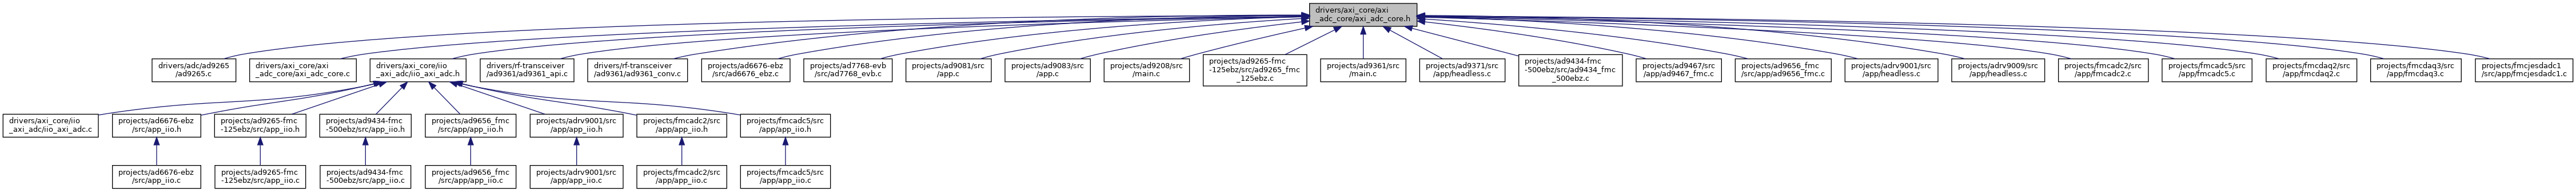 drivers/axi_core/axi
_adc_core/axi_adc_core.h
drivers/adc/ad9265
/ad9265.c
drivers/axi_core/axi
_adc_core/axi_adc_core.c
drivers/axi_core/iio
_axi_adc/iio_axi_adc.h
drivers/rf-transceiver
/ad9361/ad9361_api.c
drivers/rf-transceiver
/ad9361/ad9361_conv.c
projects/ad6676-ebz
/src/ad6676_ebz.c
projects/ad7768-evb
/src/ad7768_evb.c
projects/ad9081/src
/app.c
projects/ad9083/src
/app.c
projects/ad9208/src
/main.c
projects/ad9265-fmc
-125ebz/src/ad9265_fmc
_125ebz.c
projects/ad9361/src
/main.c
projects/ad9371/src
/app/headless.c
projects/ad9434-fmc
-500ebz/src/ad9434_fmc
_500ebz.c
projects/ad9467/src
/app/ad9467_fmc.c
projects/ad9656_fmc
/src/app/ad9656_fmc.c
projects/adrv9001/src
/app/headless.c
projects/adrv9009/src
/app/headless.c
projects/fmcadc2/src
/app/fmcadc2.c
projects/fmcadc5/src
/app/fmcadc5.c
projects/fmcdaq2/src
/app/fmcdaq2.c
projects/fmcdaq3/src
/app/fmcdaq3.c
projects/fmcjesdadc1
/src/app/fmcjesdadc1.c
drivers/axi_core/iio
_axi_adc/iio_axi_adc.c
projects/ad6676-ebz
/src/app_iio.h
projects/ad9265-fmc
-125ebz/src/app_iio.h
projects/ad9434-fmc
-500ebz/src/app_iio.h
projects/ad9656_fmc
/src/app/app_iio.h
projects/adrv9001/src
/app/app_iio.h
projects/fmcadc2/src
/app/app_iio.h
projects/fmcadc5/src
/app/app_iio.h
projects/ad6676-ebz
/src/app_iio.c
projects/ad9265-fmc
-125ebz/src/app_iio.c
projects/ad9434-fmc
-500ebz/src/app_iio.c
projects/ad9656_fmc
/src/app/app_iio.c
projects/adrv9001/src
/app/app_iio.c
projects/fmcadc2/src
/app/app_iio.c
projects/fmcadc5/src
/app/app_iio.c